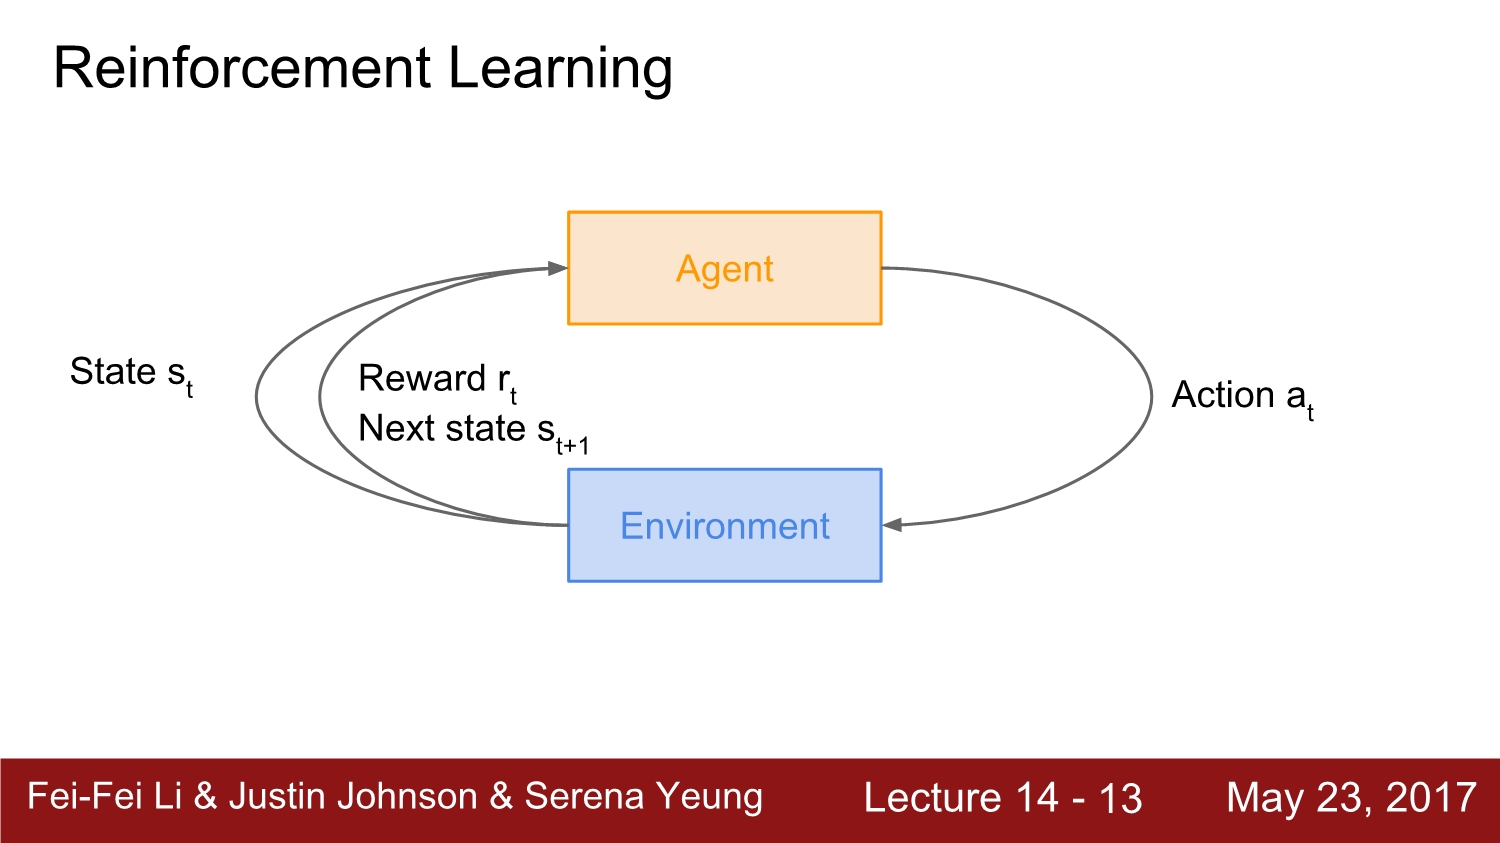 Reinforcement Learning
Agent
State sₜ
Reward rₜ
Next state sₜ₊₁
Action aₜ
Environment
Fei-Fei Li & Justin Johnson & Serena Yeung
Lecture 14 - 13
May 23, 2017